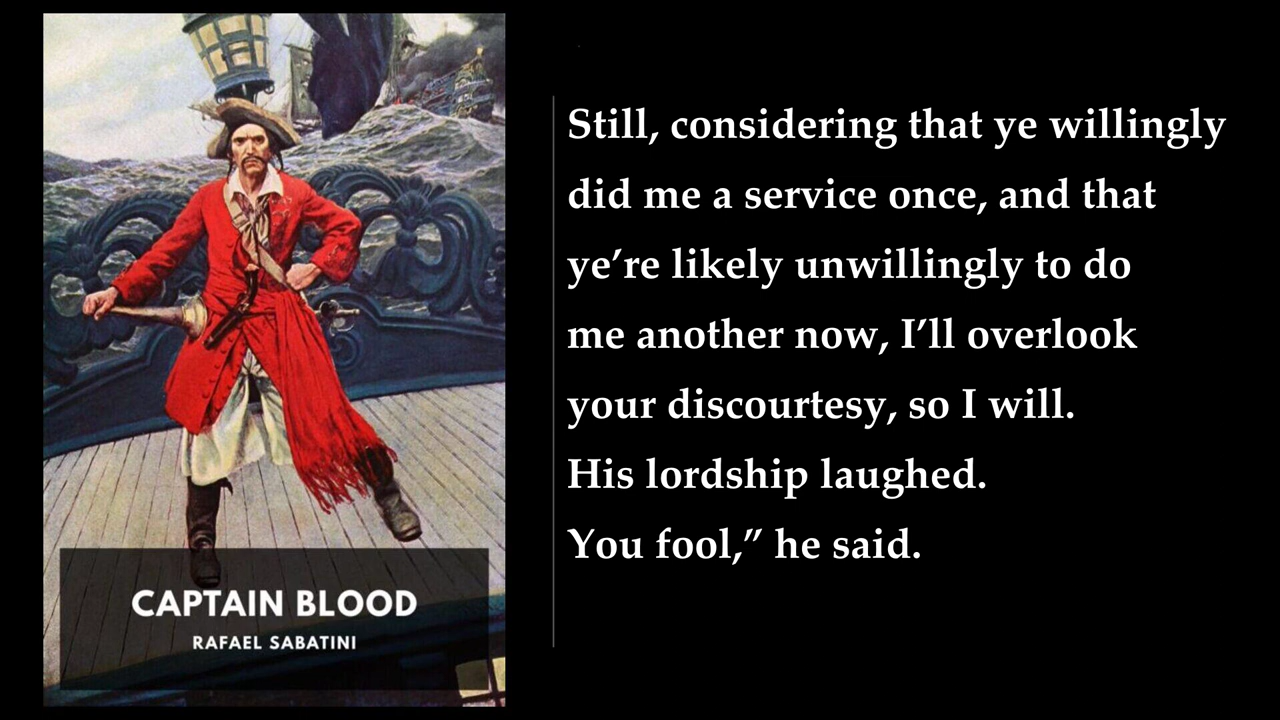 CAPTAIN BLOOD
RAFAEL SABATINI
Still, considering that ye willingly
did me a service once, and that
ye’re likely unwillingly to do
me another now, I’ll overlook
your discourtesy, so I will.
His lordship laughed.
You fool,” he said.